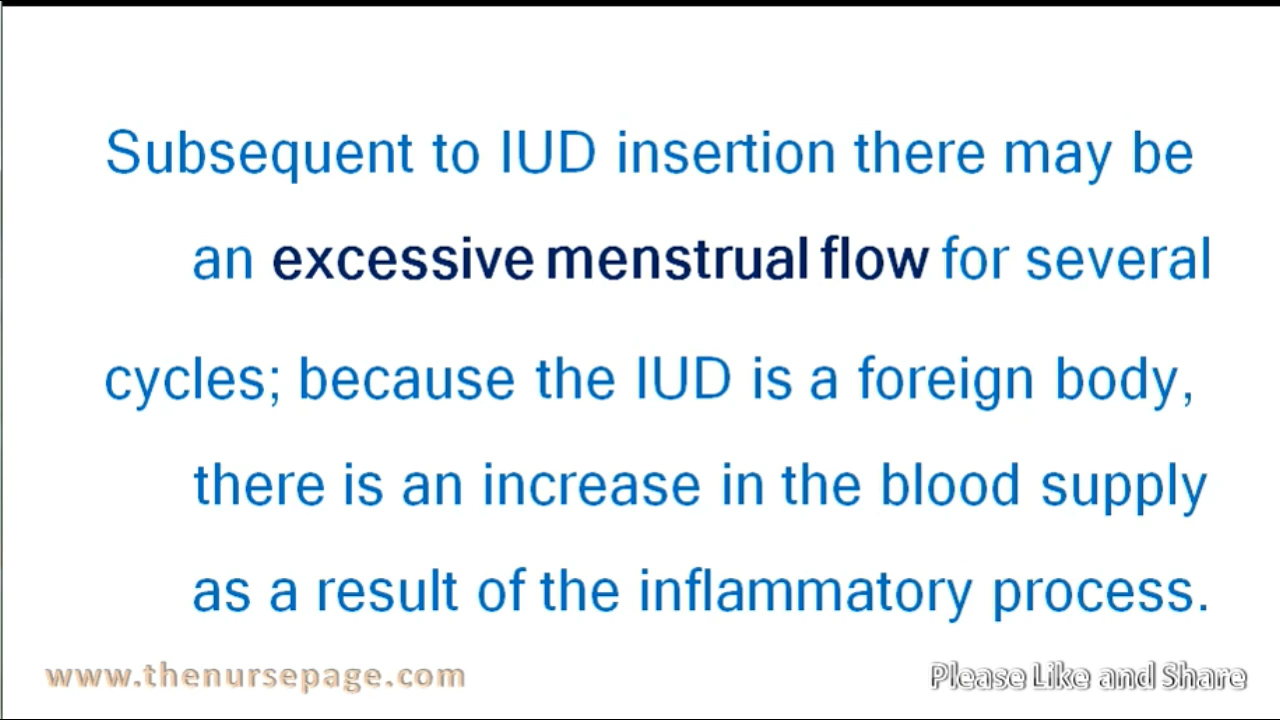 Subsequent to IUD insertion there may be
an excessive menstrual flow for several
cycles; because the IUD is a foreign body,
there is an increase in the blood supply
as a result of the inflammatory process.
www.thenursepage.com
Please Like and Share